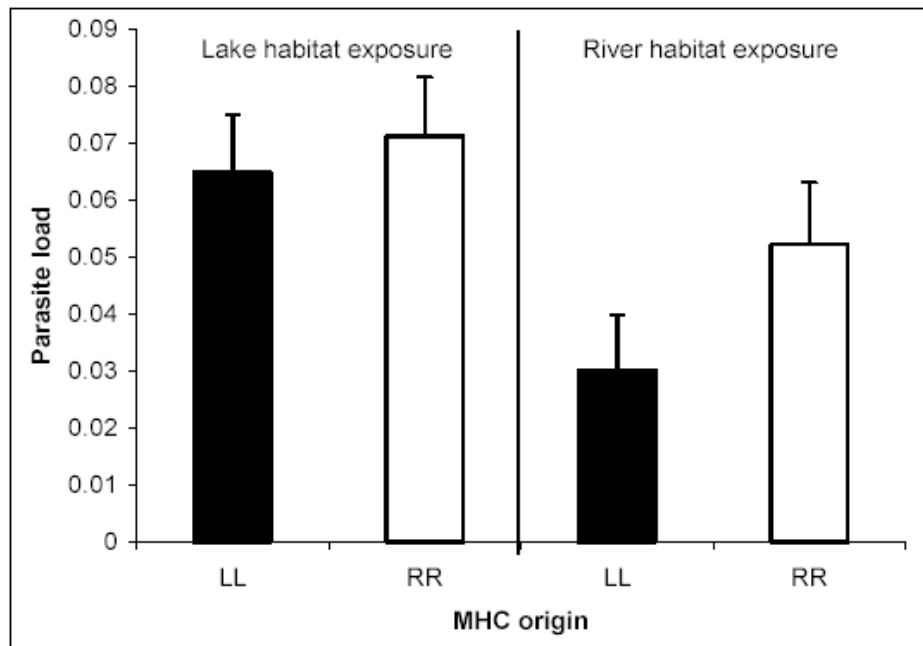 Lake habitat exposure
River habitat exposure
Parasite load
0.09
0.08
0.07
0.06
0.05
0.04
0.03
0.02
0.01
0
LL
RR
LL
RR
MHC origin